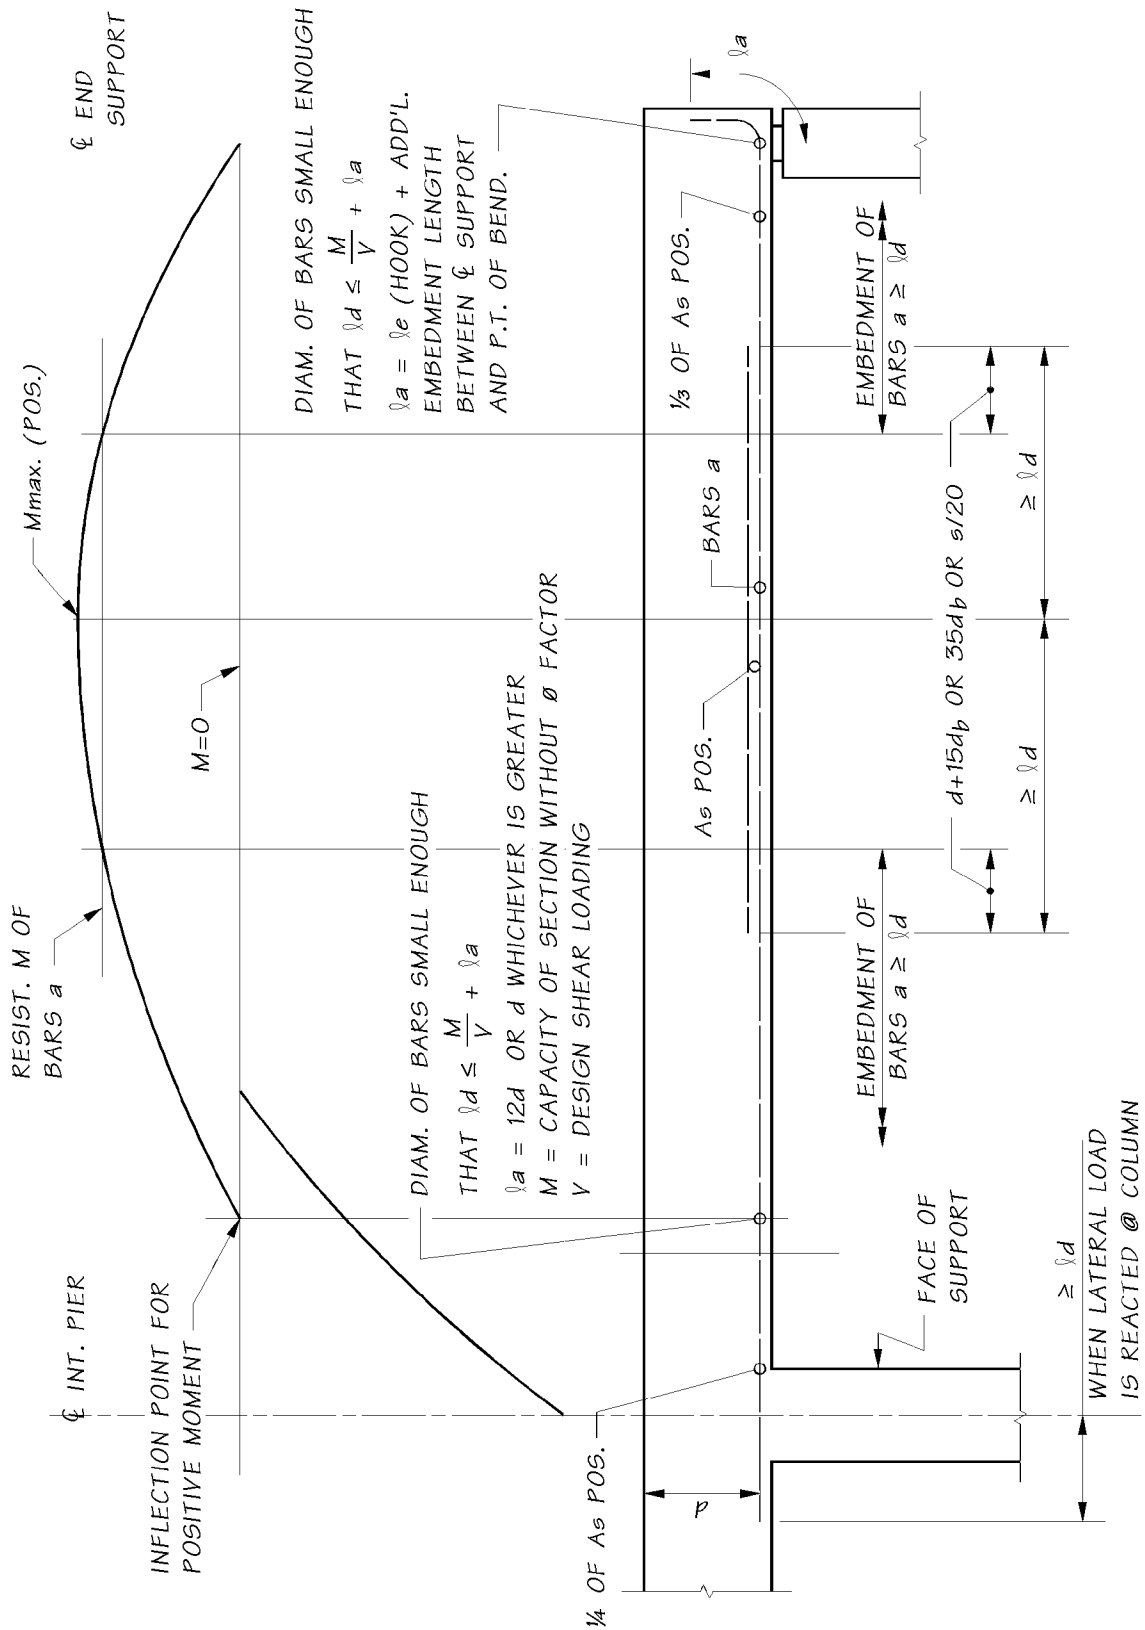 ℄ INT. PIER
℄ END
SUPPORT
INFLECTION POINT FOR
POSITIVE MOMENT
RESIST. M OF
BARS a
Mmax. (POS.)
M=0
DIAM. OF BARS SMALL ENOUGH
THAT ℓd ≤ M/V + ℓa
ℓa = 12d OR d WHICHEVER IS GREATER
M = CAPACITY OF SECTION WITHOUT ø FACTOR
V = DESIGN SHEAR LOADING
DIAM. OF BARS SMALL ENOUGH
THAT ℓd ≤ M/V + ℓa
ℓa = ℓe (HOOK) + ADD'L.
EMBEDMENT LENGTH
BETWEEN ℄ SUPPORT
AND P.T. OF BEND.
¼ OF As POS.
d
As POS.
BARS a
⅓ OF As POS.
ℓa
FACE OF
SUPPORT
EMBEDMENT OF
BARS a ≥ ℓd
EMBEDMENT OF
BARS a ≥ ℓd
d+15db OR 35db OR s/20
≥ ℓd
≥ ℓd
≥ ℓd
WHEN LATERAL LOAD
IS REACTED @ COLUMN